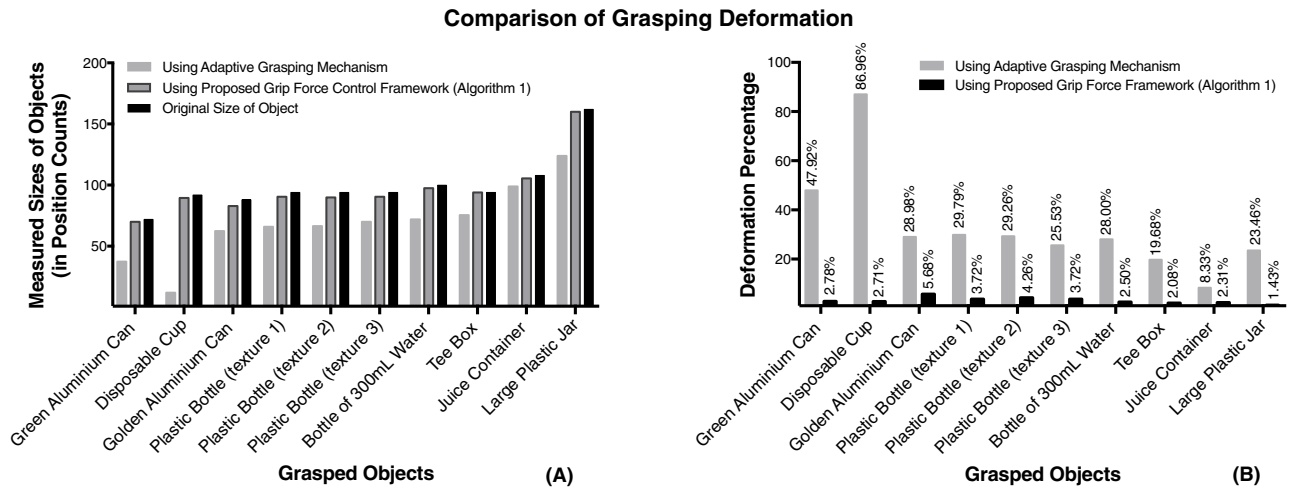 Comparison of Grasping Deformation
Measured Sizes of Objects
(in Position Counts)
200
150
100
50
Using Adaptive Grasping Mechanism
Using Proposed Grip Force Control Framework (Algorithm 1)
Original Size of Object
Green Aluminium Can
Disposable Cup
Golden Aluminium Can
Plastic Bottle (texture 1)
Plastic Bottle (texture 2)
Plastic Bottle (texture 3)
Bottle of 300mL Water
Tee Box
Juice Container
Large Plastic Jar
Grasped Objects
(A)
Deformation Percentage
100
80
60
40
20
Using Adaptive Grasping Mechanism
Using Proposed Grip Force Framework (Algorithm 1)
47.92%
2.78%
86.96%
2.71%
28.98%
5.68%
29.79%
3.72%
29.26%
4.26%
25.53%
3.72%
28.00%
2.50%
19.68%
2.08%
8.33%
2.31%
23.46%
1.43%
Green Aluminium Can
Disposable Cup
Golden Aluminium Can
Plastic Bottle (texture 1)
Plastic Bottle (texture 2)
Plastic Bottle (texture 3)
Bottle of 300mL Water
Tee Box
Juice Container
Large Plastic Jar
Grasped Objects
(B)